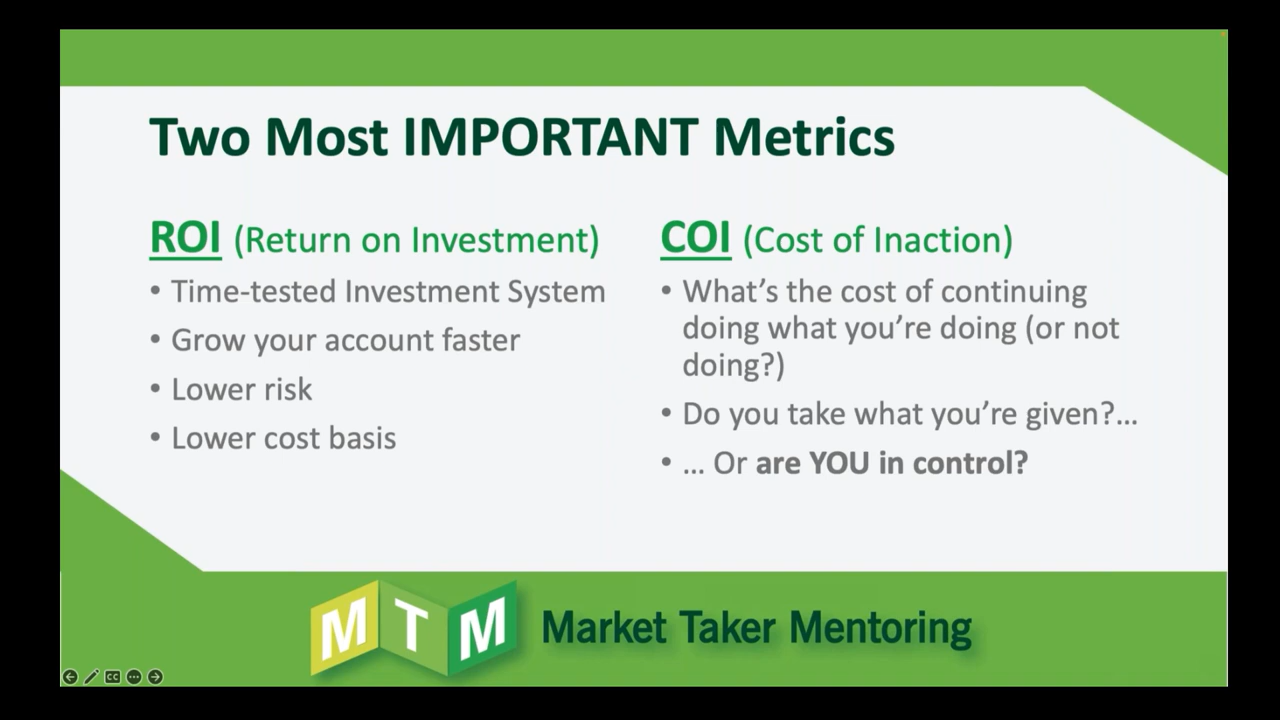 Two Most IMPORTANT Metrics
ROI (Return on Investment)
• Time-tested Investment System
• Grow your account faster
• Lower risk
• Lower cost basis
COI (Cost of Inaction)
• What’s the cost of continuing
doing what you’re doing (or not
doing?)
• Do you take what you’re given?...
• ... Or are YOU in control?
MTM Market Taker Mentoring
CC